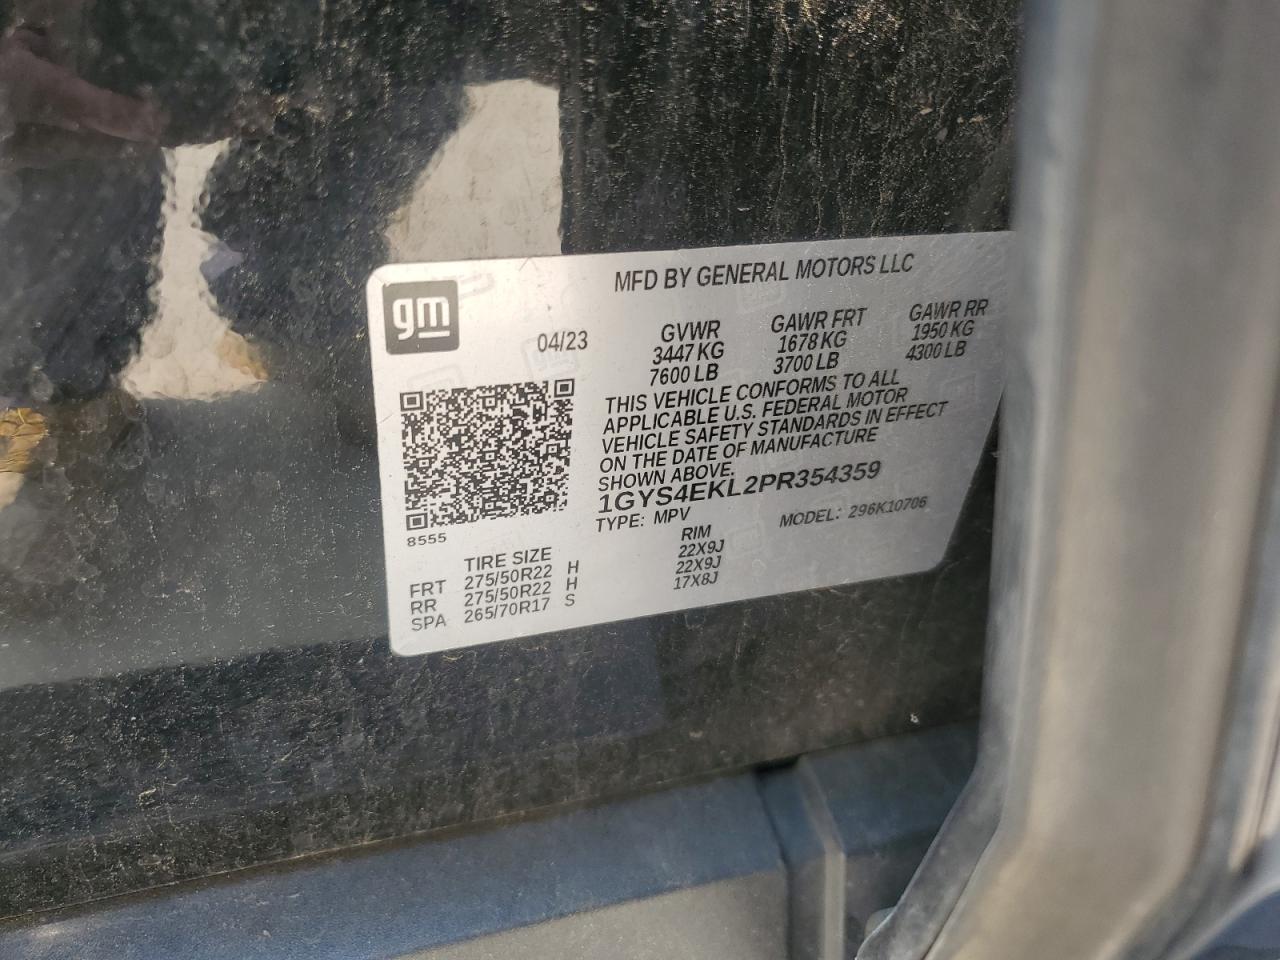 gm
MFD BY GENERAL MOTORS LLC
04/23
GVWR GAWR FRT GAWR RR
3447 KG 1678 KG 1950 KG
7600 LB 3700 LB 4300 LB
THIS VEHICLE CONFORMS TO ALL
APPLICABLE U.S. FEDERAL MOTOR
VEHICLE SAFETY STANDARDS IN EFFECT
ON THE DATE OF MANUFACTURE
SHOWN ABOVE.
1GYS4EKL2PR354359
TYPE: MPV MODEL: 296K10706
8555
TIRE SIZE RIM
FRT 275/50R22 H 22X9J
RR 275/50R22 H 22X9J
SPA 265/70R17 S 17X8J